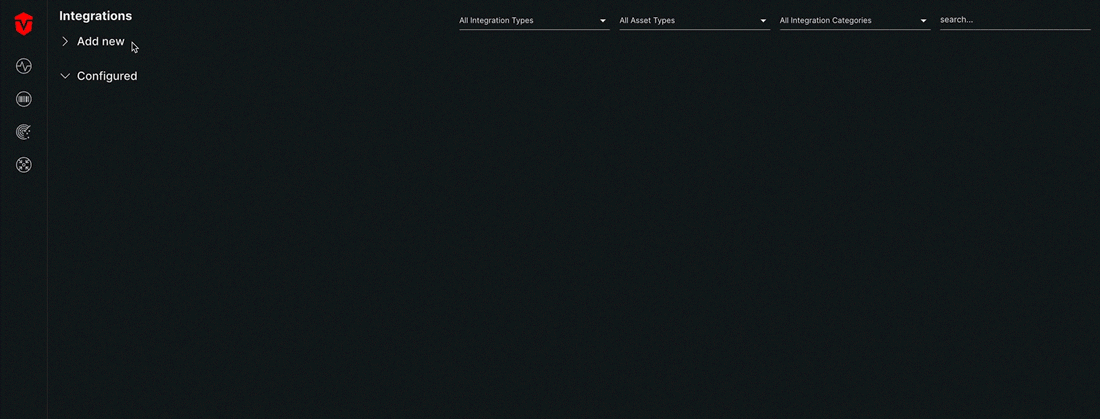 Integrations
All Integration Types
All Asset Types
All Integration Categories
search...
Add new
Configured